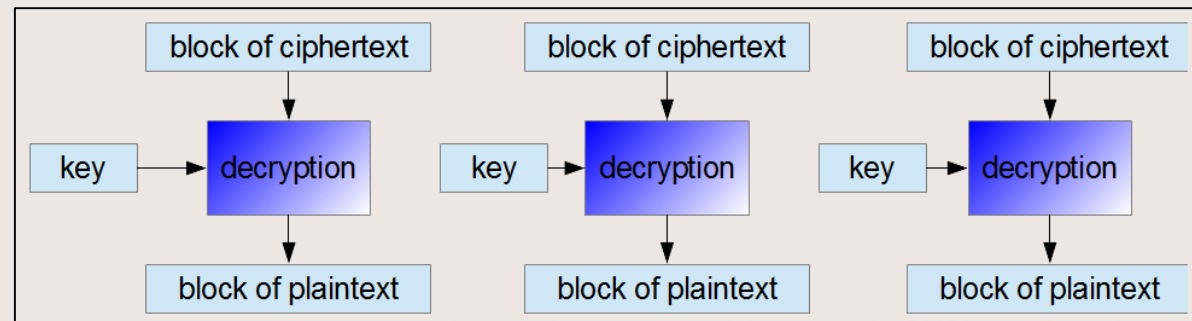 block of ciphertext block of ciphertext block of ciphertext
key decryption key decryption key decryption
block of plaintext block of plaintext block of plaintext